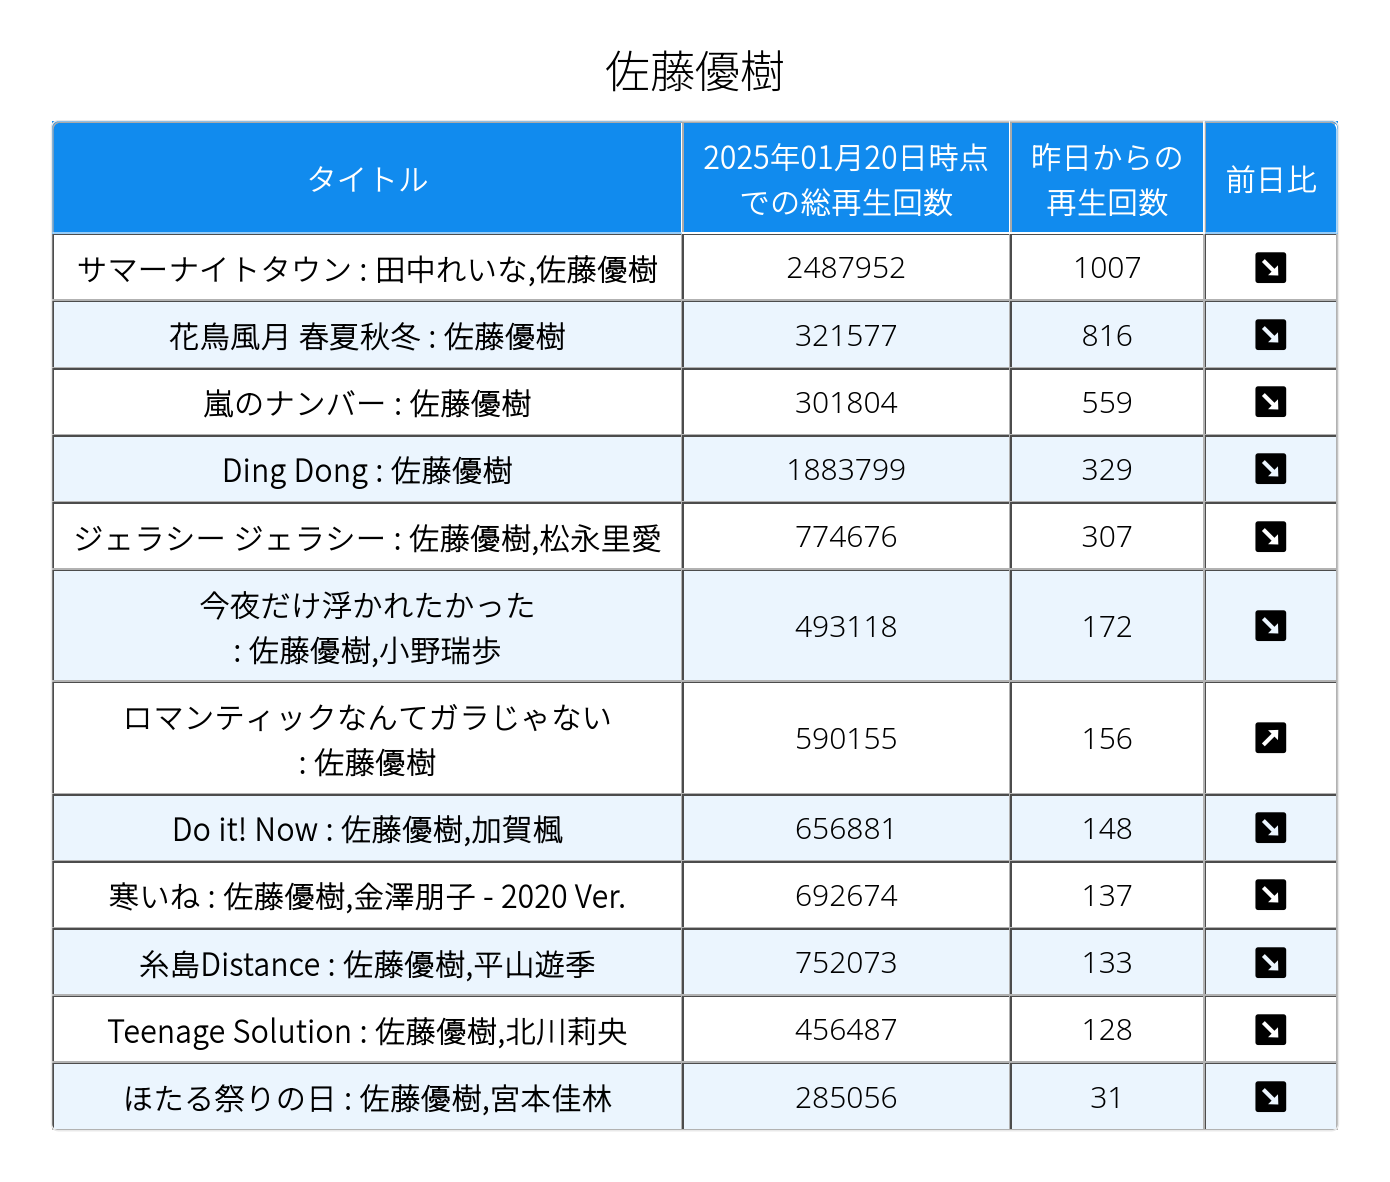 佐藤優樹
タイトル
2025年01月20日時点
での総再生回数
昨日からの
再生回数
前日比
サマーナイトタウン : 田中れいな,佐藤優樹 2487952 1007 ↘
花鳥風月 春夏秋冬 : 佐藤優樹 321577 816 ↘
嵐のナンバー : 佐藤優樹 301804 559 ↘
Ding Dong : 佐藤優樹 1883799 329 ↘
ジェラシー ジェラシー : 佐藤優樹,松永里愛 774676 307 ↘
今夜だけ浮かれたかった
: 佐藤優樹,小野瑞歩 493118 172 ↘
ロマンティックなんてガラじゃない
: 佐藤優樹 590155 156 ↗
Do it! Now : 佐藤優樹,加賀楓 656881 148 ↘
寒いね : 佐藤優樹,金澤朋子 - 2020 Ver. 692674 137 ↘
糸島Distance : 佐藤優樹,平山遊季 752073 133 ↘
Teenage Solution : 佐藤優樹,北川莉央 456487 128 ↘
ほたる祭りの日 : 佐藤優樹,宮本佳林 285056 31 ↘